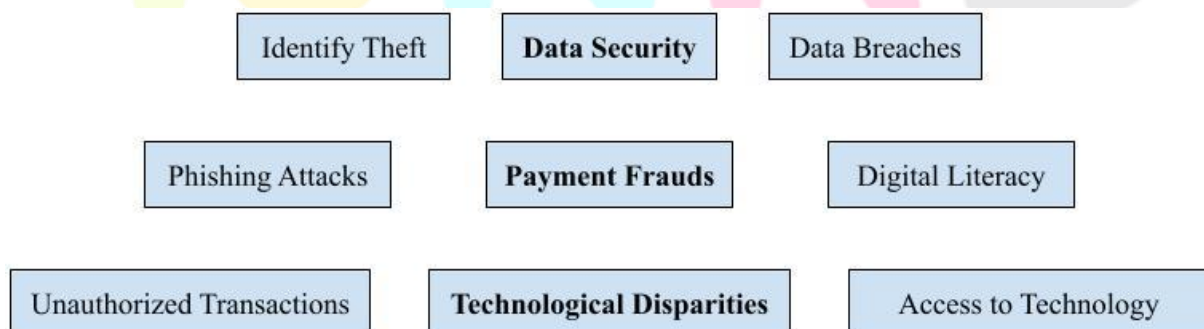 Identify Theft Data Security Data Breaches
Phishing Attacks Payment Frauds Digital Literacy
Unauthorized Transactions Technological Disparities Access to Technology